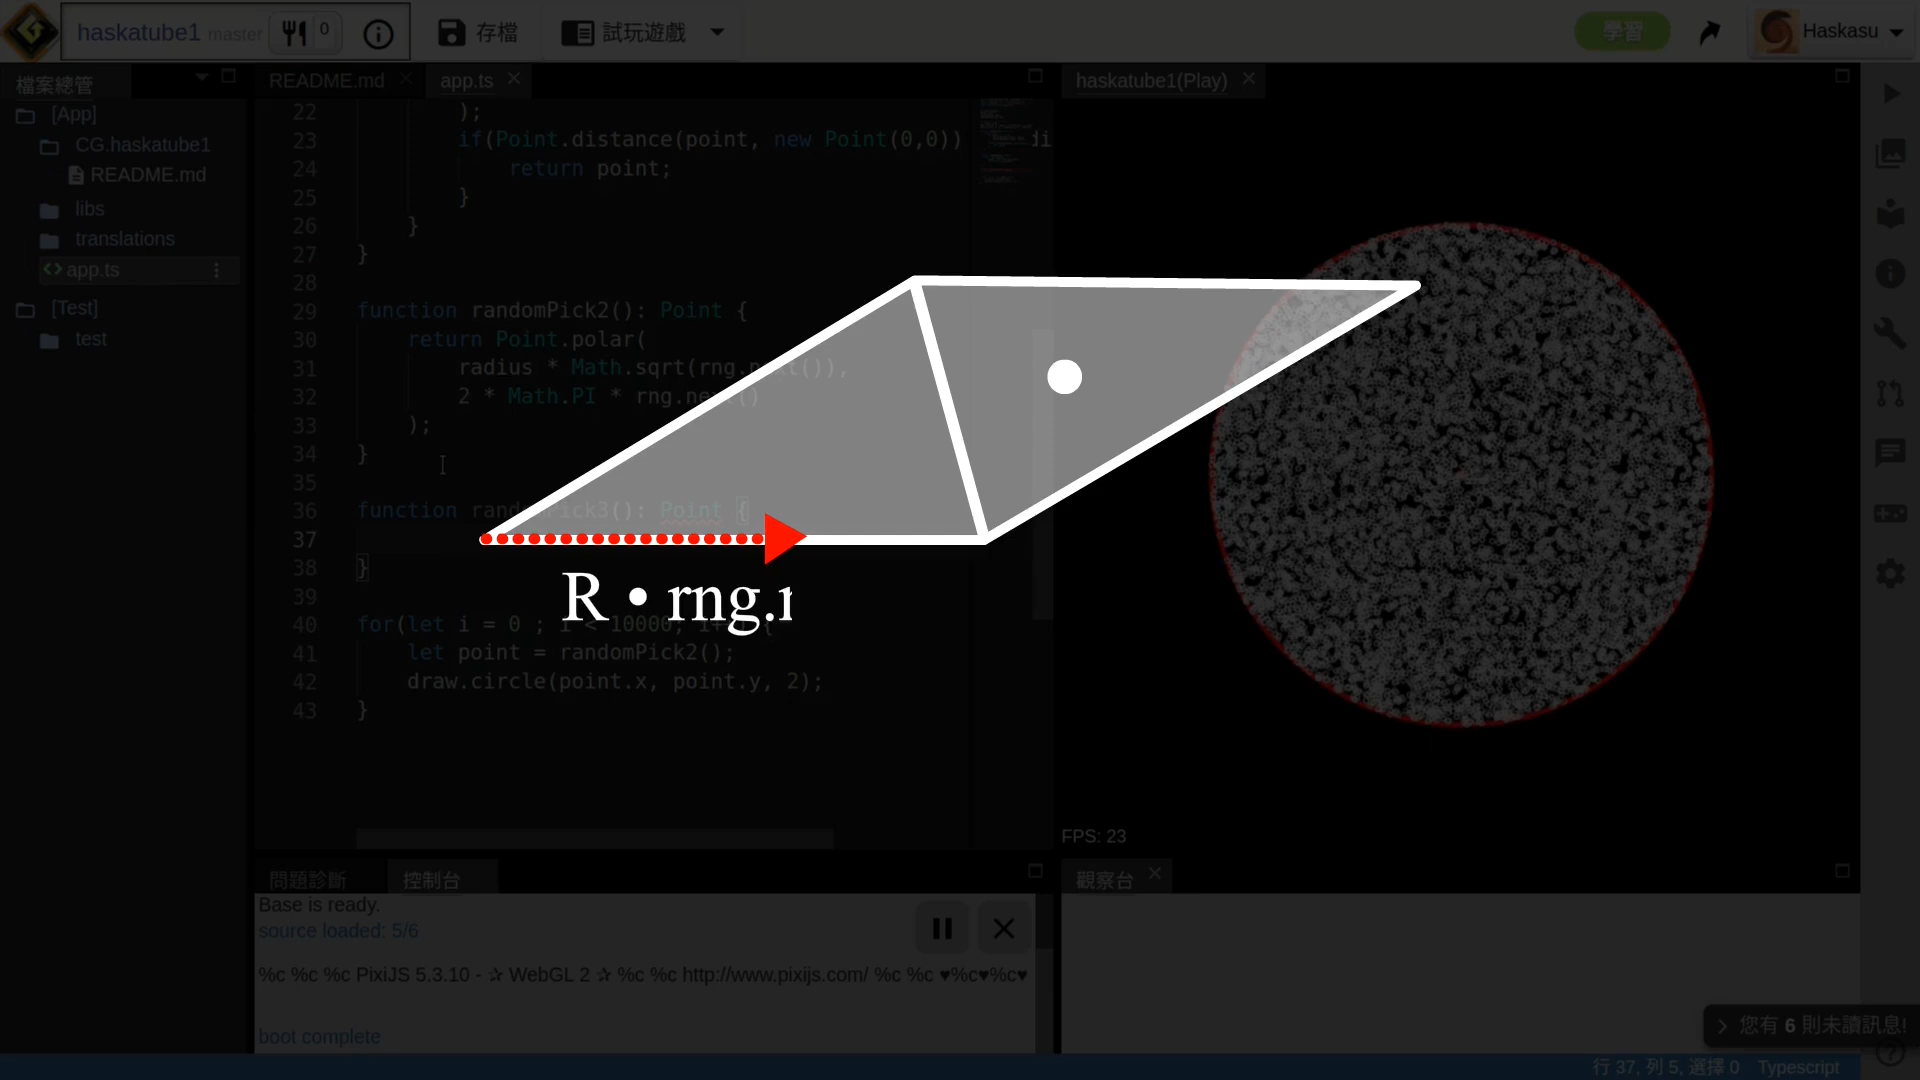 haskatube1 master
0
存檔
試玩遊戲
學習
Haskasu
檔案總管
README.md
app.ts
haskatube1(Play)
[App]
CG.haskatube1
README.md
libs
translations
app.ts
[Test]
test
22 );
23 if(Point.distance(point, new Point(0,0)) di
24 return point;
25 }
26 }
27 }
28
29 function randomPick2(): Point {
30 return Point.polar(
31 radius * Math.sqrt(rng.next()),
32 2 * Math.PI * rng.next()
33 );
34 }
35
36 function randomPick3(): Point {
37
38 }
39
40 for(let i = 0 ; i < 10000; i++) {
41 let point = randomPick2();
42 draw.circle(point.x, point.y, 2);
43 }
R • rng.
FPS: 23
問題診斷
控制台
觀察台
Base is ready.
source loaded: 5/6
%c %c %c PixiJS 5.3.10 - ✰ WebGL 2 ✰ %c %c http://www.pixijs.com/ %c %c ♥%c♥%c♥
boot complete
您有 6 則未讀訊息!
行 37, 列 5, 選擇 0 Typescript